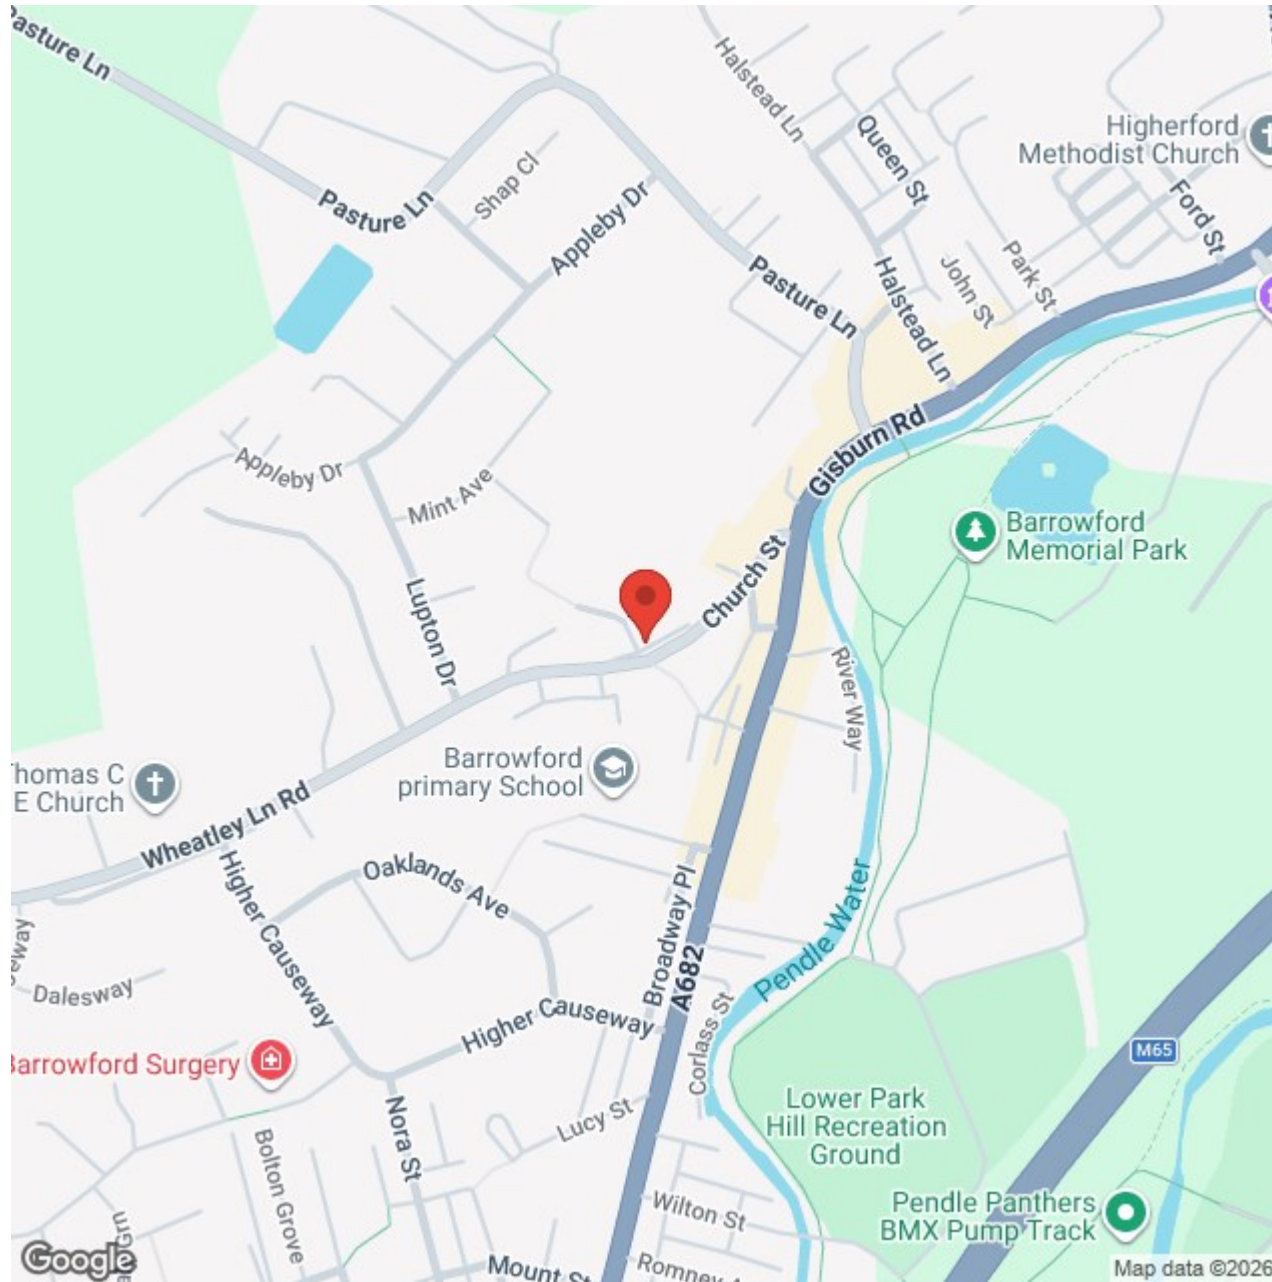 Pasture Ln
Halstead Ln
Queen St
Higherford
Methodist Church
Ford St
Shap Cl
Pasture Ln
Appleby Dr
Pasture Ln
Halstead Ln
John St
Park St
Gisburn Rd
Appleby Dr
Mint Ave
Barrowford
Memorial Park
Church St
Lupton Dr
River Way
Barrowford
primary School
Thomas C
E Church
Wheatley Ln Rd
Oaklands Ave
Higher Causeway
Broadway Pl
A682
Pendle Water
Dalesway
Higher Causeway
Corlass St
M65
Barrowford Surgery
Nora St
Lucy St
Lower Park
Hill Recreation
Ground
Bolton Grove
Wilton St
Pendle Panthers
BMX Pump Track
Mount St
Romney A
Google
Map data ©2026